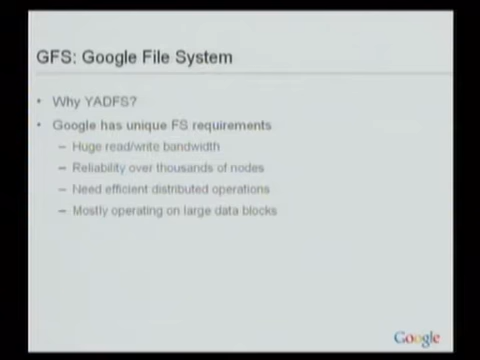 GFS: Google File System
• Why YADFS?
• Google has unique FS requirements
– Huge read/write bandwidth
– Reliability over thousands of nodes
– Need efficient distributed operations
– Mostly operating on large data blocks
Google